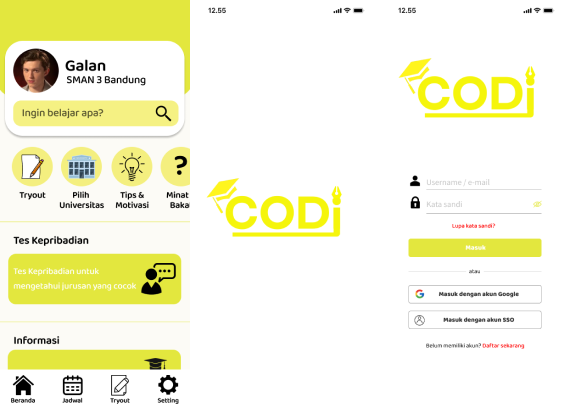 Galan
SMAN 3 Bandung
Ingin belajar apa?
Tryout
Pilih
Universitas
Tips &
Motivasi
Minat
Baka
Tes Kepribadian
Tes Kepribadian untuk
mengetahui jurusan yang cocok
Informasi
Beranda
Jadwal
Tryout
Setting
12.55
CODi
12.55
CODi
Username / e-mail
Kata sandi
Lupa kata sandi?
Masuk
atau
Masuk dengan akun Google
Masuk dengan akun SSO
Belum memiliki akun? Daftar sekarang